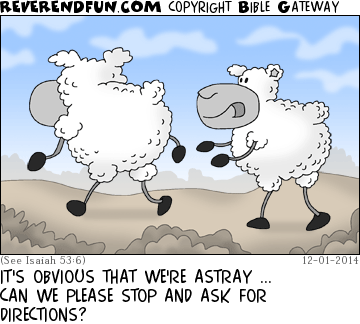 REVERENDFUN.COM COPYRIGHT BIBLE GATEWAY
(See Isaiah 53:6) 12-01-2014
IT'S OBVIOUS THAT WE'RE ASTRAY ...
CAN WE PLEASE STOP AND ASK FOR
DIRECTIONS?